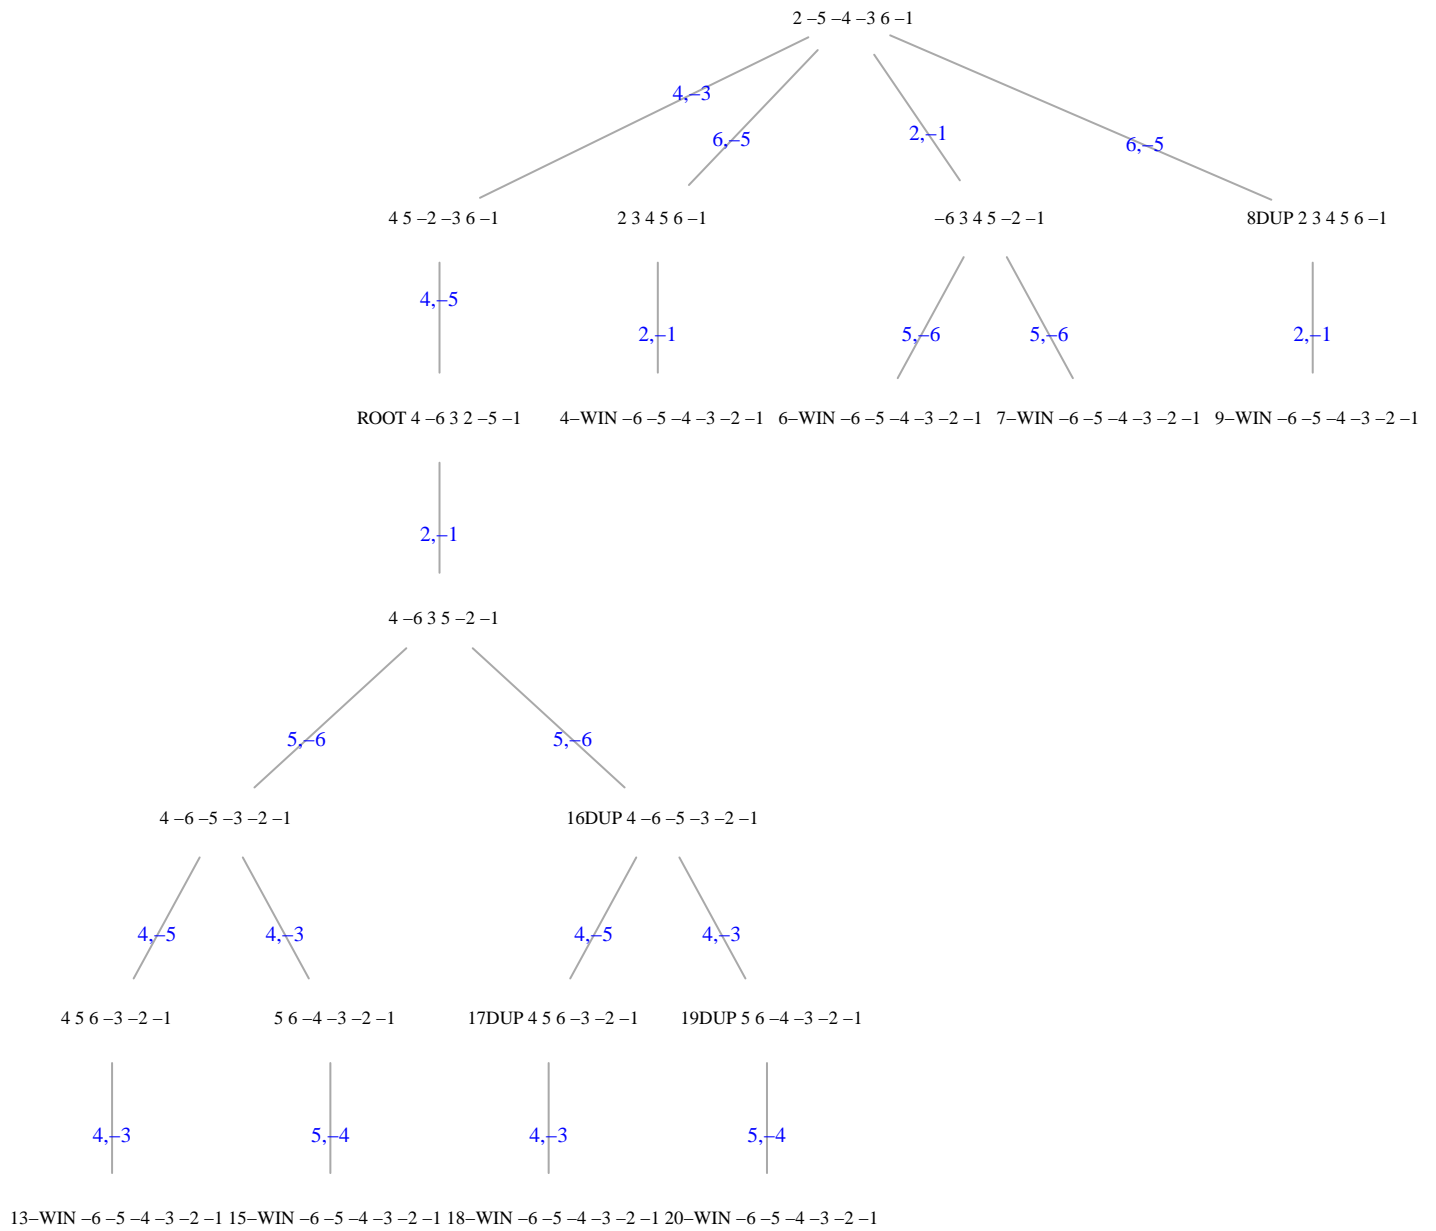 2 –5 –4 –3 6 –1
4,–3
6,–5
2,–1
6,–5
4 5 –2 –3 6 –1
2 3 4 5 6 –1
–6 3 4 5 –2 –1
8DUP 2 3 4 5 6 –1
4,–5
2,–1
5,–6
5,–6
2,–1
ROOT 4 –6 3 2 –5 –1
4–WIN –6 –5 –4 –3 –2 –1
6–WIN –6 –5 –4 –3 –2 –1
7–WIN –6 –5 –4 –3 –2 –1
9–WIN –6 –5 –4 –3 –2 –1
2,–1
4 –6 3 5 –2 –1
5,–6
5,–6
4 –6 –5 –3 –2 –1
16DUP 4 –6 –5 –3 –2 –1
4,–5
4,–3
4,–5
4,–3
4 5 6 –3 –2 –1
5 6 –4 –3 –2 –1
17DUP 4 5 6 –3 –2 –1
19DUP 5 6 –4 –3 –2 –1
4,–3
5,–4
4,–3
5,–4
13–WIN –6 –5 –4 –3 –2 –1
15–WIN –6 –5 –4 –3 –2 –1
18–WIN –6 –5 –4 –3 –2 –1
20–WIN –6 –5 –4 –3 –2 –1